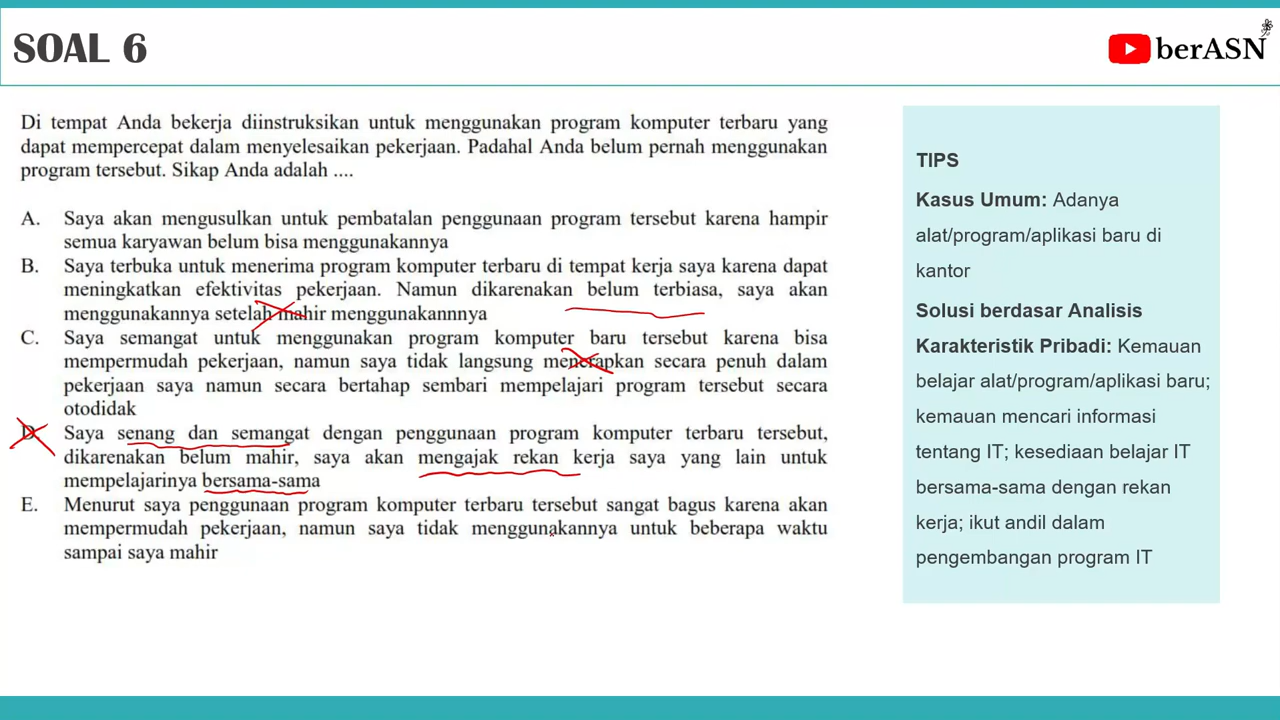 SOAL 6
berASN
Di tempat Anda bekerja diinstruksikan untuk menggunakan program komputer terbaru yang
dapat mempercepat dalam menyelesaikan pekerjaan. Padahal Anda belum pernah menggunakan
program tersebut. Sikap Anda adalah ....
A. Saya akan mengusulkan untuk pembatalan penggunaan program tersebut karena hampir
semua karyawan belum bisa menggunakannya
B. Saya terbuka untuk menerima program komputer terbaru di tempat kerja saya karena dapat
meningkatkan efektivitas pekerjaan. Namun dikarenakan belum terbiasa, saya akan
menggunakannya setelah mahir menggunakannnya
C. Saya semangat untuk menggunakan program komputer baru tersebut karena bisa
mempermudah pekerjaan, namun saya tidak langsung menerapkan secara penuh dalam
pekerjaan saya namun secara bertahap sembari mempelajari program tersebut secara
otodidak
D. Saya senang dan semangat dengan penggunaan program komputer terbaru tersebut,
dikarenakan belum mahir, saya akan mengajak rekan kerja saya yang lain untuk
mempelajarinya bersama-sama
E. Menurut saya penggunaan program komputer terbaru tersebut sangat bagus karena akan
mempermudah pekerjaan, namun saya tidak menggunakannya untuk beberapa waktu
sampai saya mahir
TIPS
Kasus Umum: Adanya
alat/program/aplikasi baru di
kantor
Solusi berdasar Analisis
Karakteristik Pribadi: Kemauan
belajar alat/program/aplikasi baru;
kemauan mencari informasi
tentang IT; kesediaan belajar IT
bersama-sama dengan rekan
kerja; ikut andil dalam
pengembangan program IT